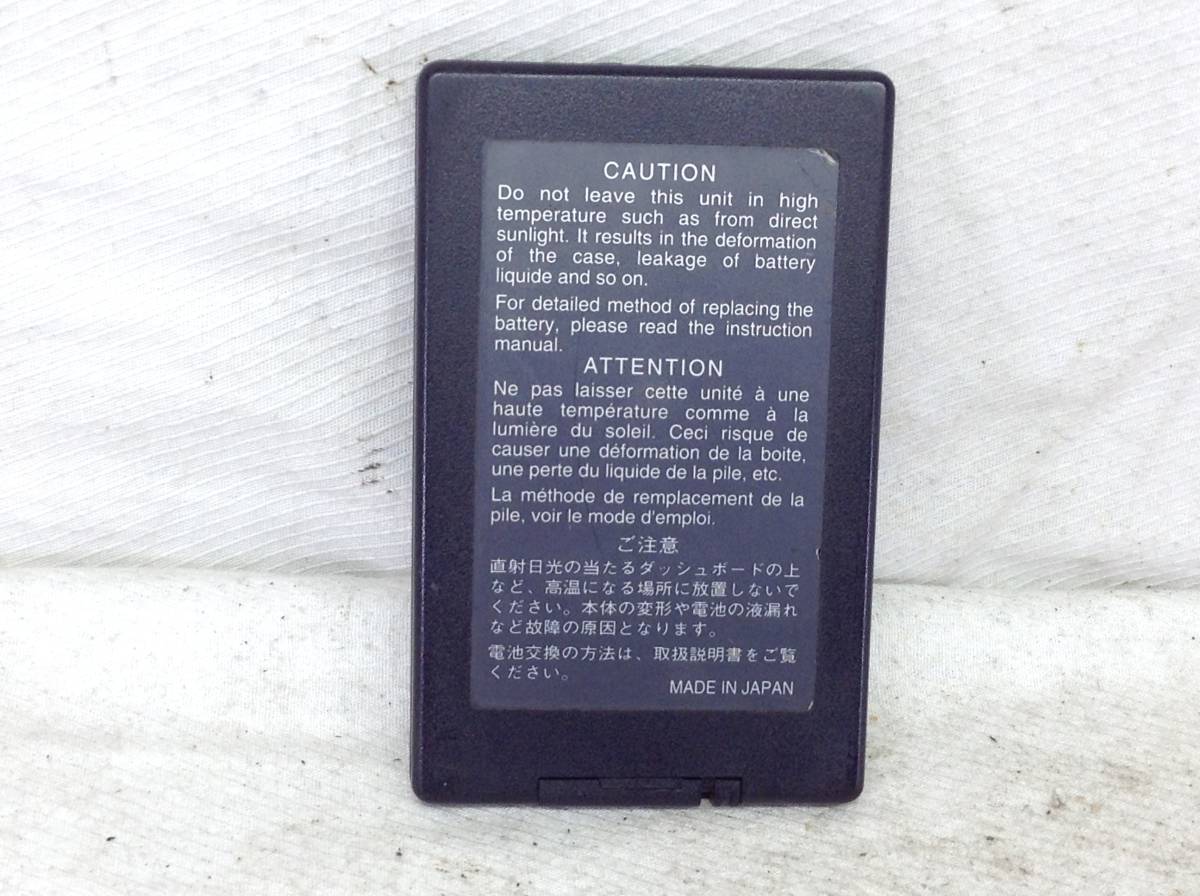 CAUTION
Do not leave this unit in high
temperature such as from direct
sunlight. It results in the deformation
of the case, leakage of battery
liquide and so on.
For detailed method of replacing the
battery, please read the instruction
manual.
ATTENTION
Ne pas laisser cette unité à une
haute température comme à la
lumière du soleil. Ceci risque de
causer une déformation de la boite,
une perte du liquide de la pile, etc.
La méthode de remplacement de la
pile, voir le mode d'emploi.
ご注意
直射日光の当たるダッシュボードの上
など、高温になる場所に放置しないで
ください。本体の変形や電池の液漏れ
など故障の原因となります。
電池交換の方法は、取扱説明書をご覧
ください。
MADE IN JAPAN